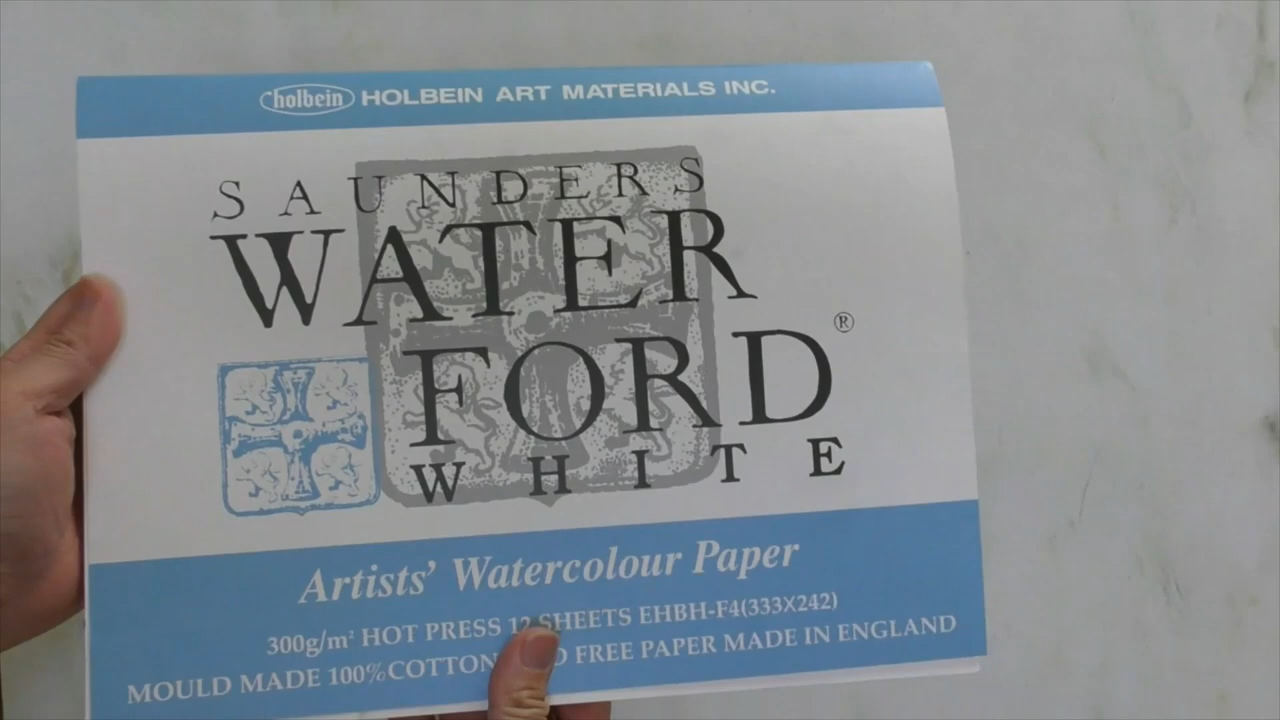 holbein HOLBEIN ART MATERIALS INC.
SAUNDERS
WATER
FORD®
WHITE
Artists' Watercolour Paper
300g/m² HOT PRESS 12 SHEETS EHBH-F4(333X242)
MOULD MADE 100%COTTON FREE PAPER MADE IN ENGLAND